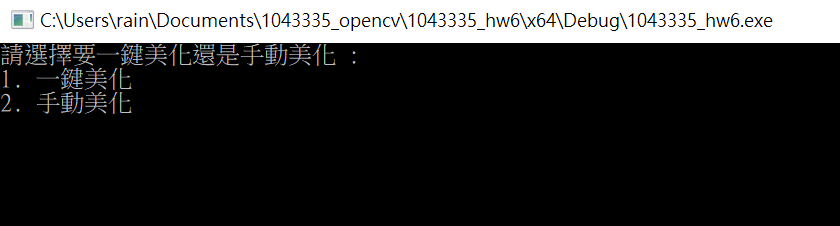 C:\Users\rain\Documents\1043335_opencv\1043335_hw6\x64\Debug\1043335_hw6.exe
請選擇要一鍵美化還是手動美化 :
1. 一鍵美化
2. 手動美化